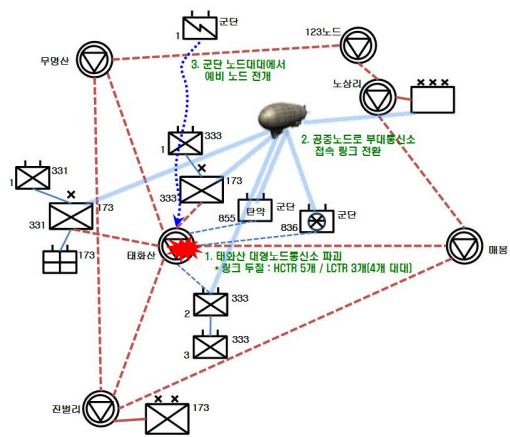 군단
1
123노드
무명산
3. 군단 노드대대에서
예비 노드 전개
노상리
× × ×
333
1
2. 공중노드로 부대통신소
접속 링크 전환
331
1
×
×
173
333
군단
탄약
855
군단
836
173
331
173
태화산
1. 태화산 대형노드통신소 파괴
* 링크 두절 : HCTR 5개 / LCTR 3개(4개 대대)
매봉
333
2
333
3
진벌리
× ×
173